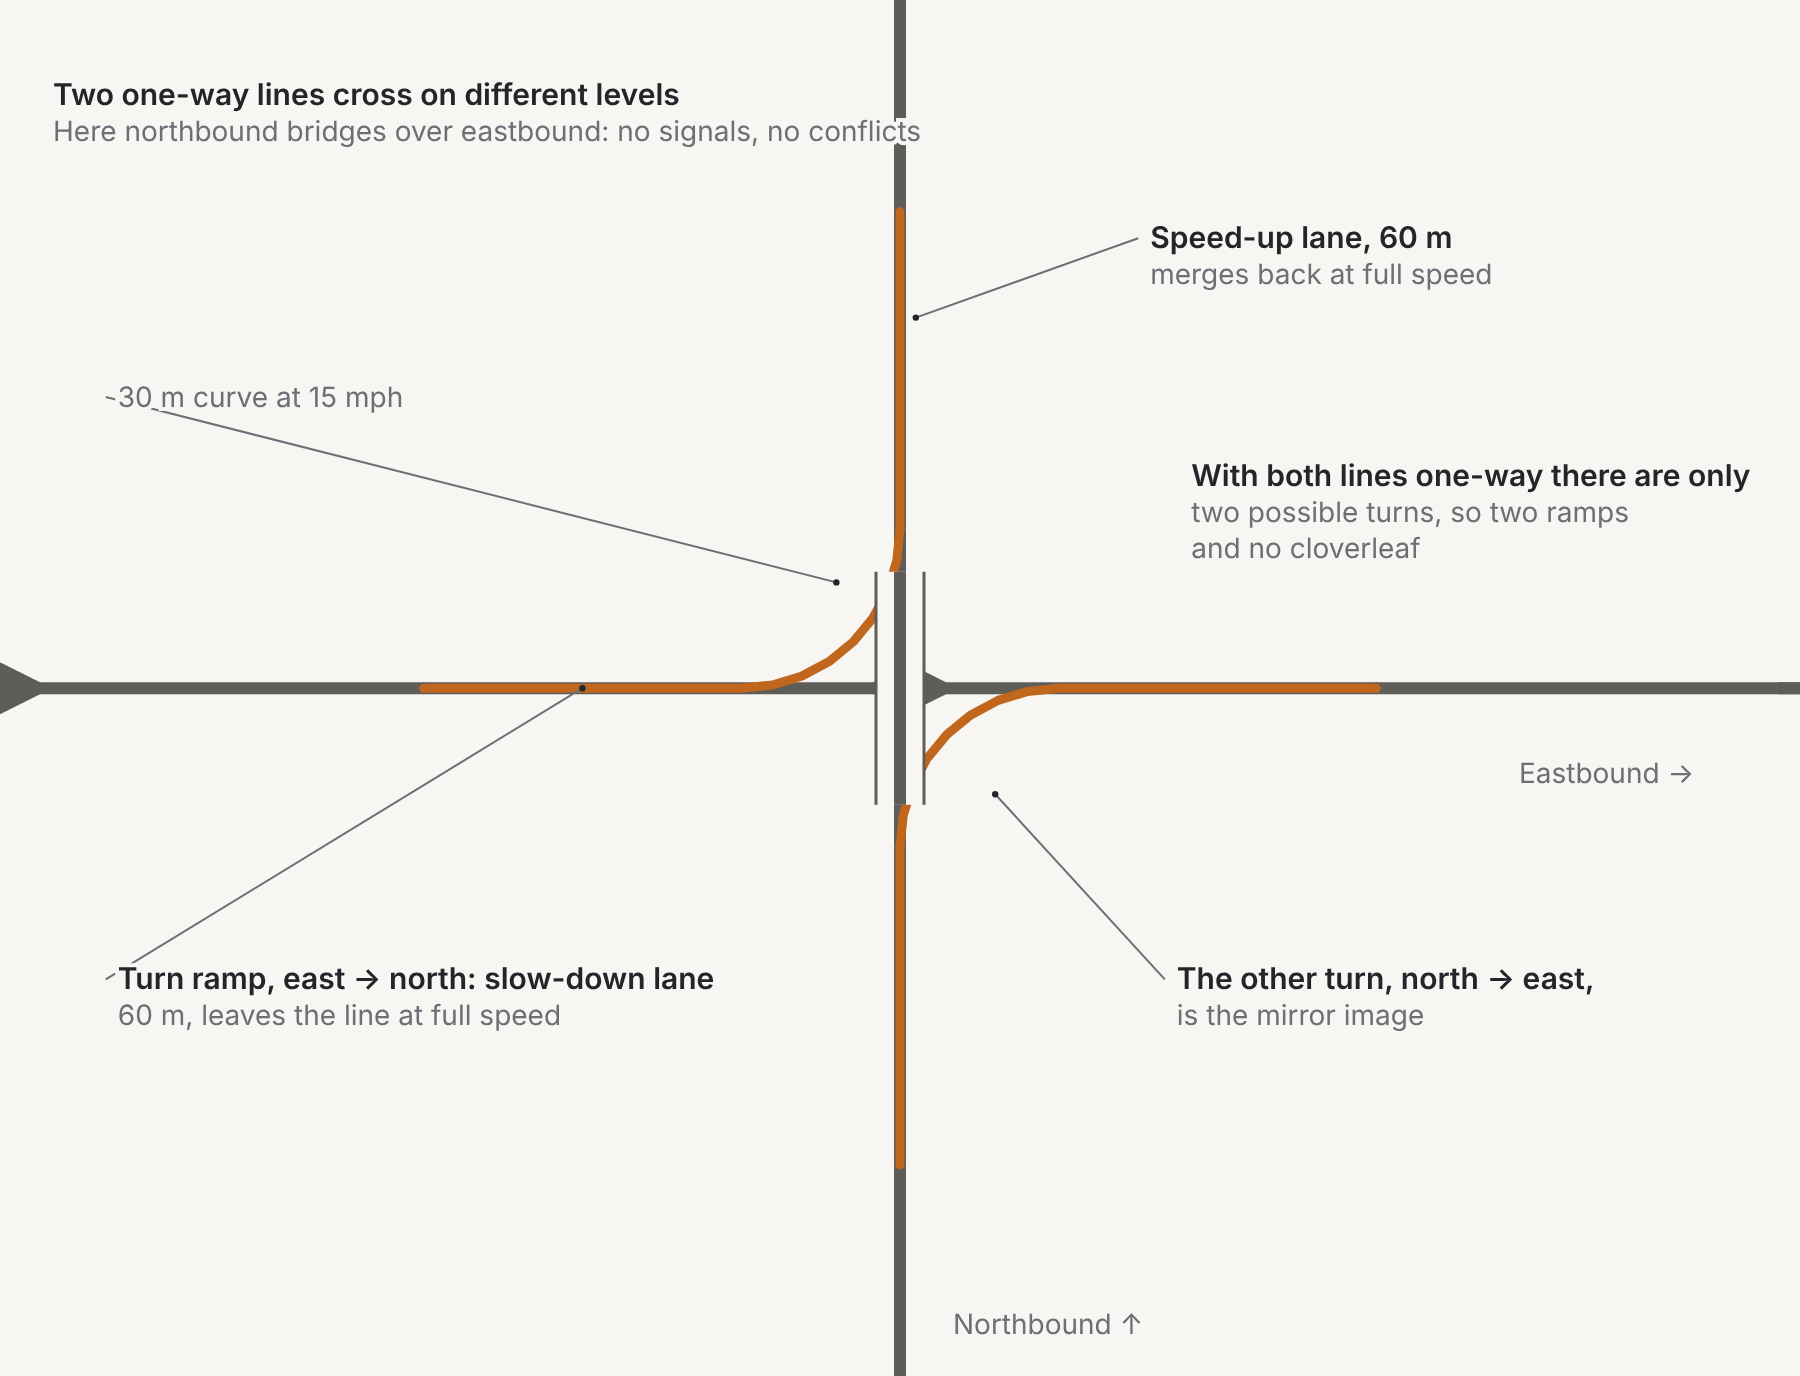 Two one-way lines cross on different levels
Here northbound bridges over eastbound: no signals, no conflicts
Speed-up lane, 60 m
merges back at full speed
~30 m curve at 15 mph
With both lines one-way there are only
two possible turns, so two ramps
and no cloverleaf
Eastbound →
Turn ramp, east → north: slow-down lane
60 m, leaves the line at full speed
The other turn, north → east,
is the mirror image
Northbound ↑